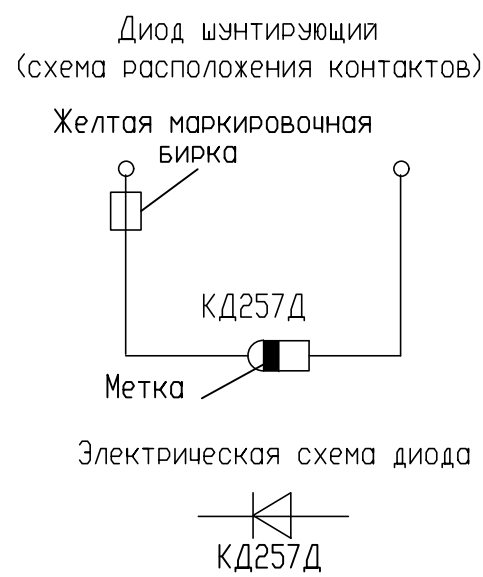 Диод шунтирующий
(схема расположения контактов)
Желтая маркировочная
бирка
КД257Д
Метка
Электрическая схема диода
КД257Д